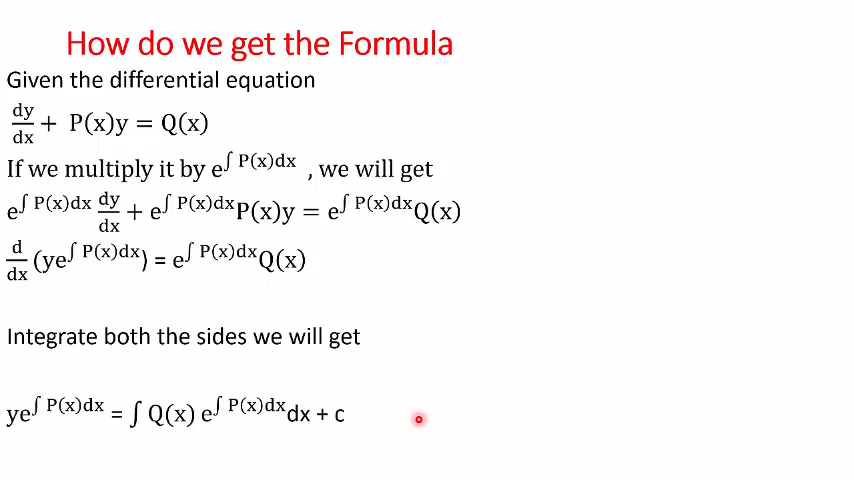 How do we get the Formula
Given the differential equation
dy/dx + P(x)y = Q(x)
If we multiply it by e^∫ P(x)dx , we will get
e^∫ P(x)dx dy/dx + e^∫ P(x)dx P(x)y = e^∫ P(x)dx Q(x)
d/dx (ye^∫ P(x)dx) = e^∫ P(x)dx Q(x)
Integrate both the sides we will get
ye^∫ P(x)dx = ∫ Q(x) e^∫ P(x)dx dx + c